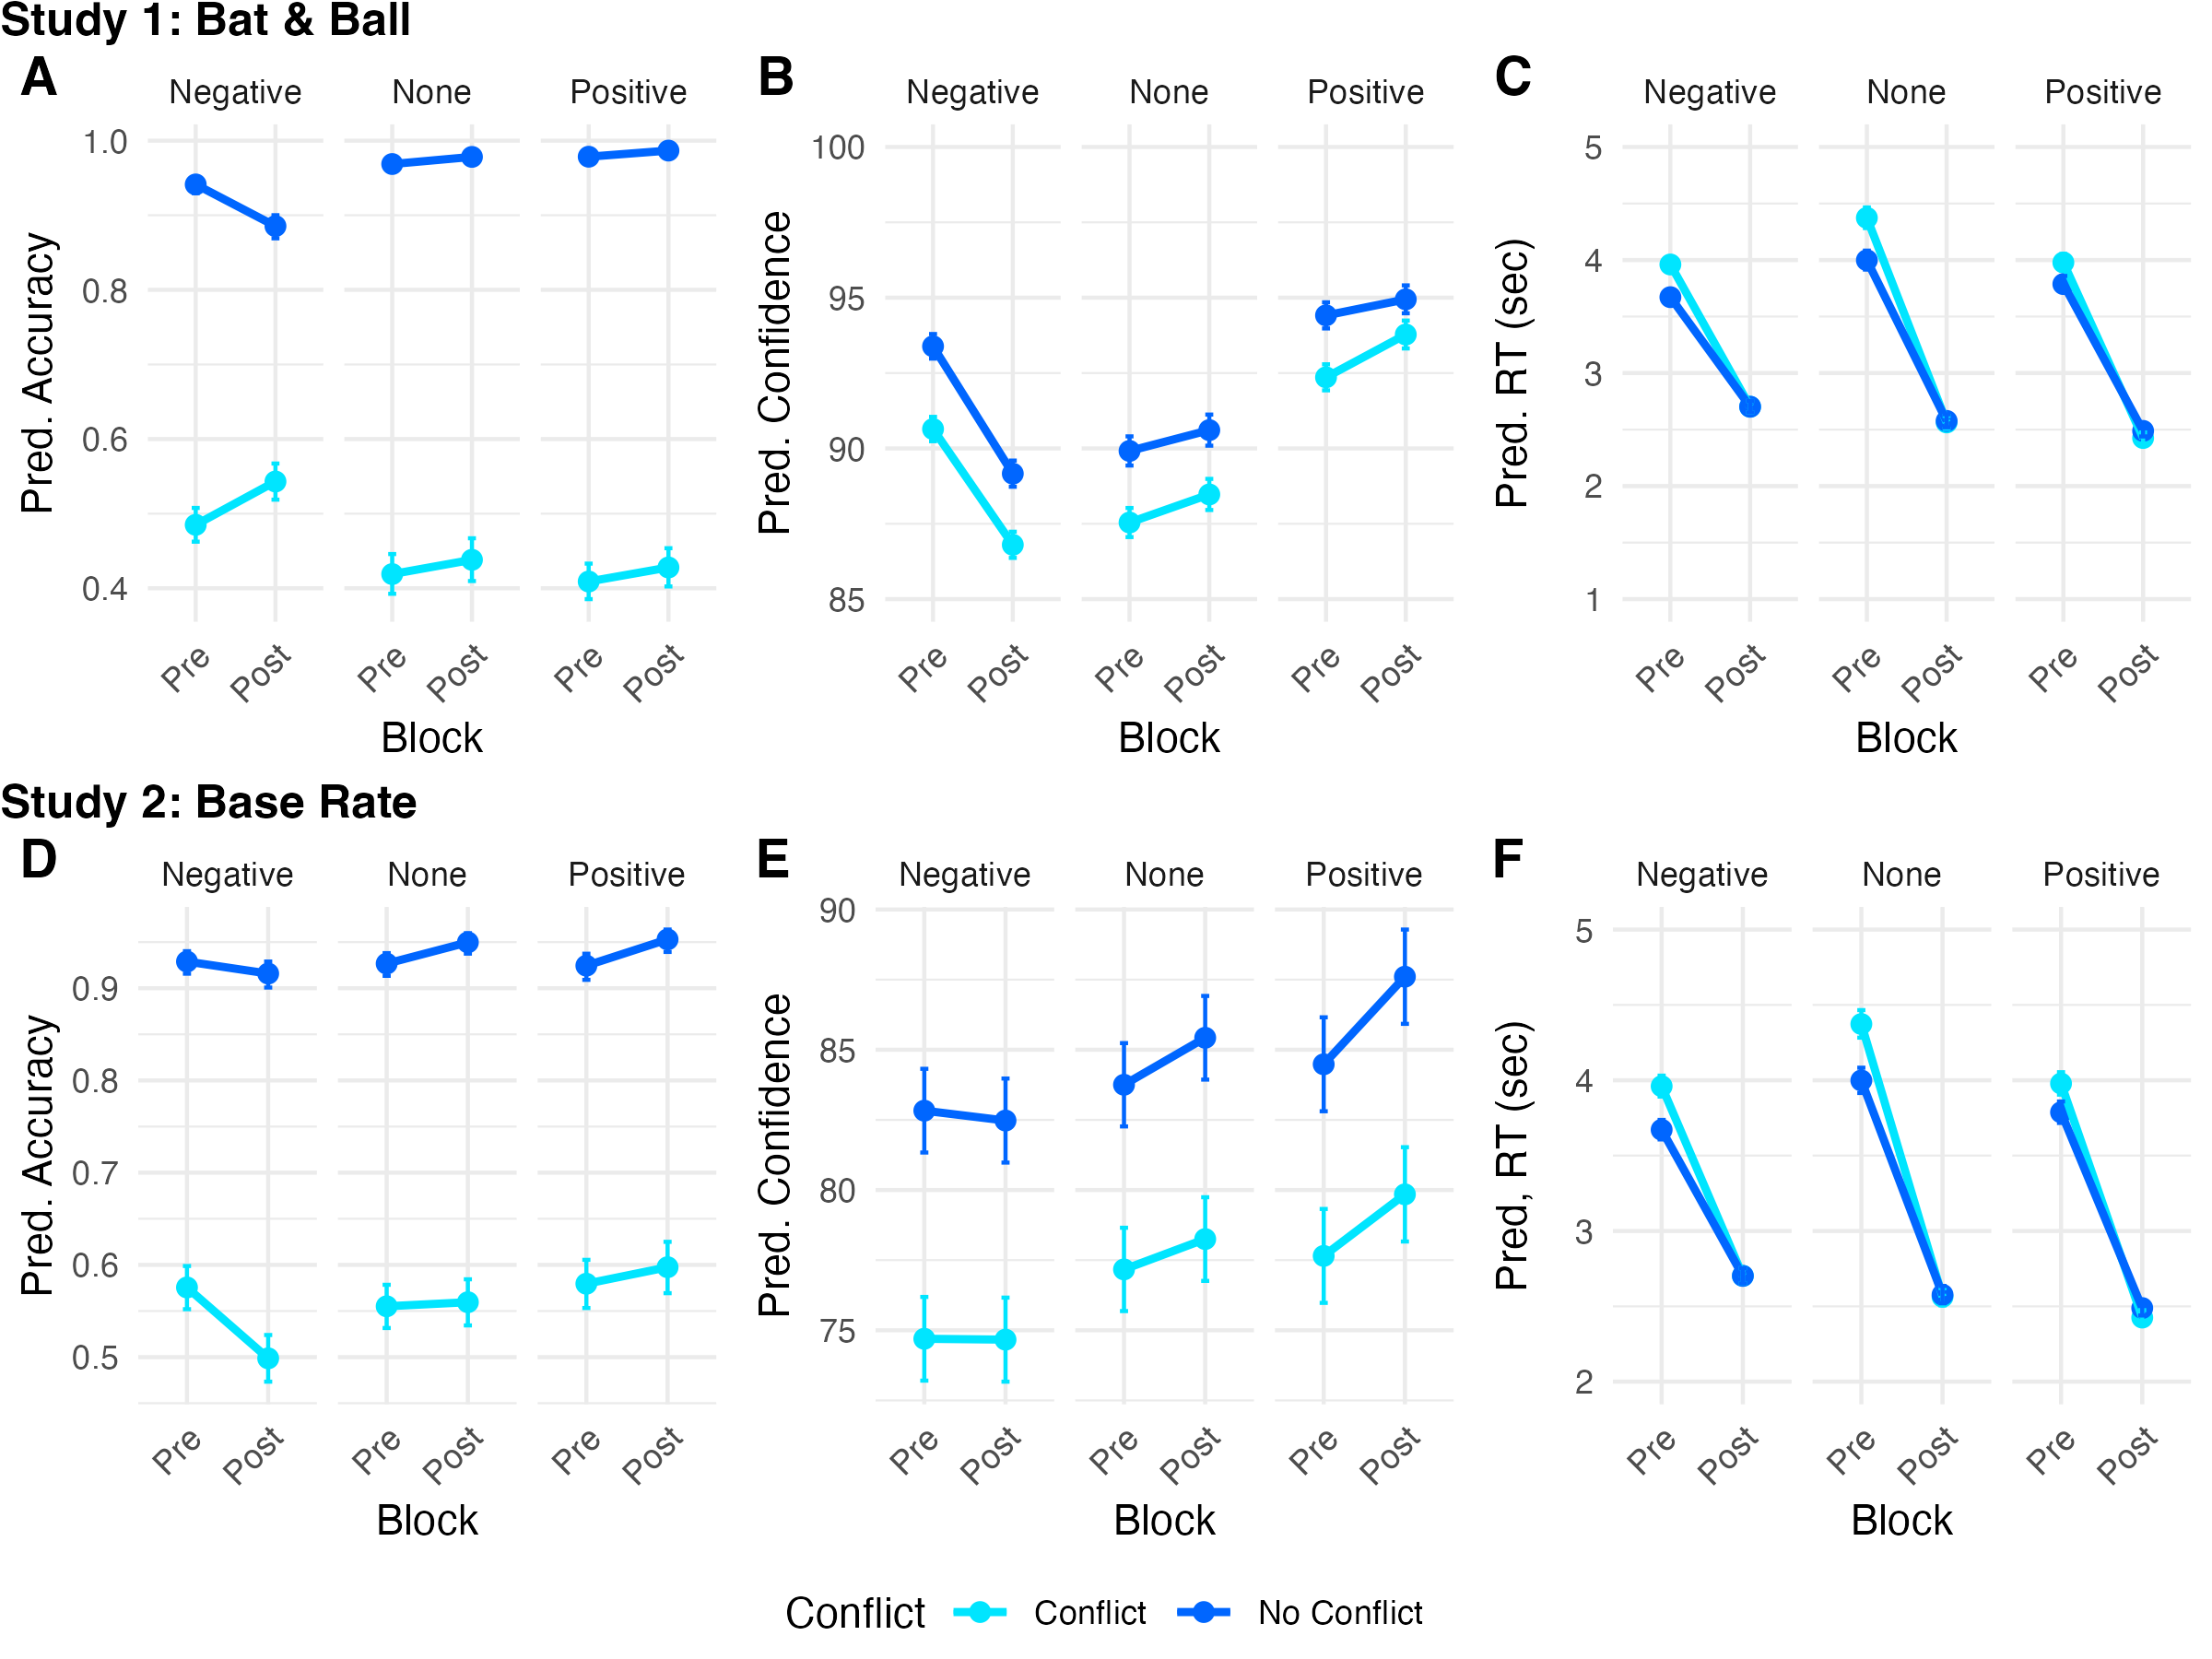 Study 1: Bat & Ball
A
Negative None Positive
Pred. Accuracy
1.0
0.8
0.6
0.4
Pre Post Pre Post Pre Post
Block
B
Negative None Positive
Pred. Confidence
100
95
90
85
Pre Post Pre Post Pre Post
Block
C
Negative None Positive
Pred. RT (sec)
5
4
3
2
1
Pre Post Pre Post Pre Post
Block
Study 2: Base Rate
D
Negative None Positive
Pred. Accuracy
0.9
0.8
0.7
0.6
0.5
Pre Post Pre Post Pre Post
Block
E
Negative None Positive
Pred. Confidence
90
85
80
75
Pre Post Pre Post Pre Post
Block
F
Negative None Positive
Pred, RT (sec)
5
4
3
2
Pre Post Pre Post Pre Post
Block
Conflict Conflict No Conflict